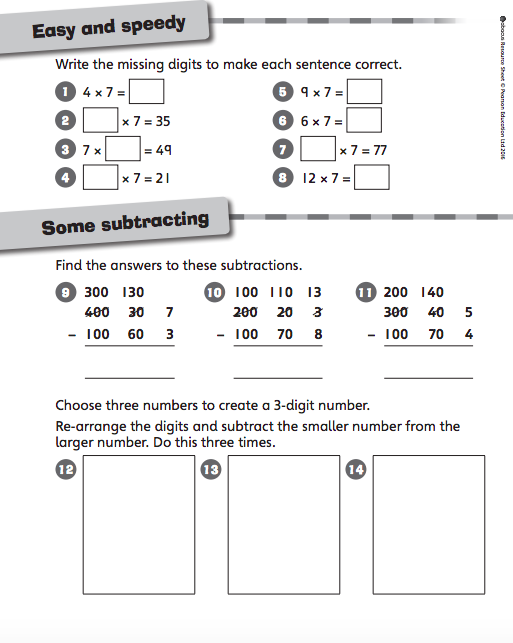 Easy and speedy
Abacus Resource Sheet © Pearson Education Ltd 2016
Write the missing digits to make each sentence correct.
1 4 x 7 =
2 x 7 = 35
3 7 x = 49
4 x 7 = 21
5 9 x 7 =
6 6 x 7 =
7 x 7 = 77
8 12 x 7 =
Some subtracting
Find the answers to these subtractions.
9 300 130
400 30 7
– 100 60 3
10 100 110 13
200 20 3
– 100 70 8
11 200 140
300 40 5
– 100 70 4
Choose three numbers to create a 3-digit number.
Re-arrange the digits and subtract the smaller number from the
larger number. Do this three times.
12
13
14